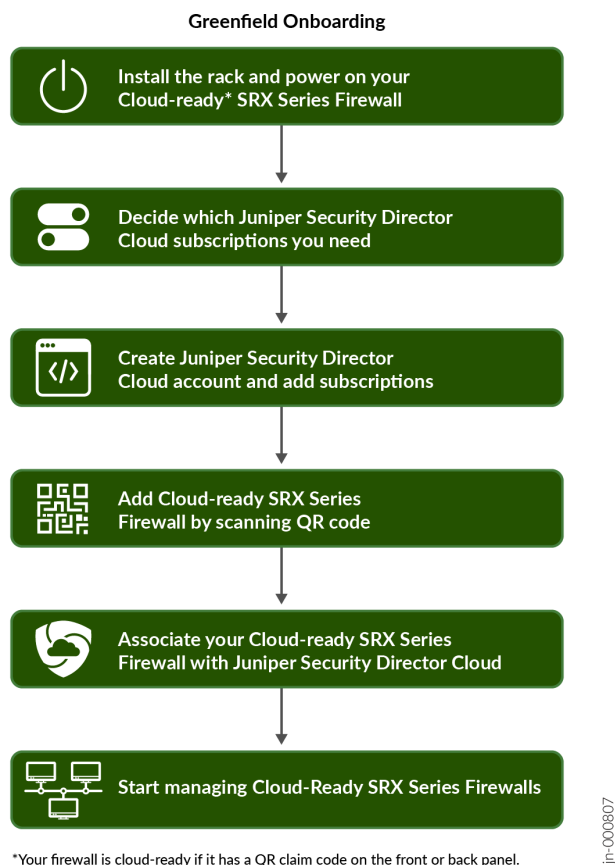 Greenfield Onboarding
Install the rack and power on your
Cloud-ready* SRX Series Firewall
Decide which Juniper Security Director
Cloud subscriptions you need
Create Juniper Security Director
Cloud account and add subscriptions
Add Cloud-ready SRX Series
Firewall by scanning QR code
Associate your Cloud-ready SRX Series
Firewall with Juniper Security Director Cloud
Start managing Cloud-Ready SRX Series Firewalls
*Your firewall is cloud-ready if it has a QR claim code on the front or back panel.
jn-000807